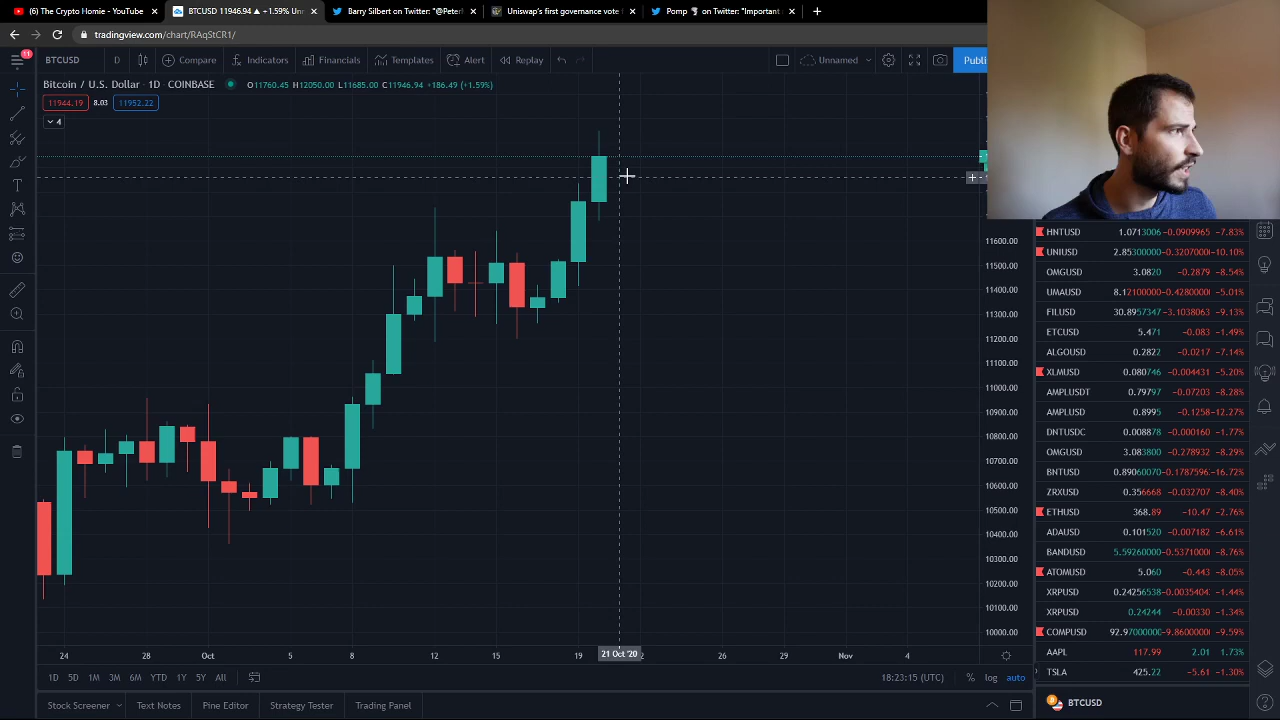 (1) The Crypto Homie - YouTube
BTCUSD 11946.94 ▲ +1.59% Unn
Barry Silbert on Twitter: "@Peter
Uniswap's first governance vote
Pomp on Twitter: "Important
tradingview.com/chart/RAqStCR1/
11
BTCUSD
D
Compare
Indicators
Financials
Templates
Alert
Replay
Unnamed
Publi
Bitcoin / U.S. Dollar · 1D · COINBASE
O11760.45 H12050.00 L11685.00 C11946.94 +186.49 (+1.59%)
11944.19 8.03 11952.22
4
11600.00
11500.00
11400.00
11300.00
11200.00
11100.00
11000.00
10900.00
10800.00
10700.00
10600.00
10500.00
10400.00
10300.00
10200.00
10100.00
10000.00
24 28 Oct 5 8 12 15 19 21 Oct '20 26 29 Nov 4
1D 5D 1M 3M 6M YTD 1Y 5Y All
18:23:15 (UTC) % log auto
Stock Screener Text Notes Pine Editor Strategy Tester Trading Panel
HNTUSD 1.0713006 -0.0909965 -7.83%
UNIUSD 2.85300000 -0.3207000 -10.10%
OMGUSD 3.0820 -0.2879 -8.54%
UMAUSD 8.12100000 -0.4280000 -5.01%
FILUSD 30.8957347 -3.1038063 -9.13%
ETCUSD 5.471 -0.083 -1.49%
ALGOUSD 0.2822 -0.0217 -7.14%
XLMUSD 0.080746 -0.004431 -5.20%
AMPLUSDT 0.79797 -0.07203 -8.28%
AMPLUSD 0.8995 -0.1258 -12.27%
DNTUSDC 0.008878 -0.000160 -1.77%
OMGUSD 3.083800 -0.278932 -8.29%
BNTUSD 0.89060070 -0.1787596 -16.72%
ZRXUSD 0.356668 -0.032707 -8.40%
ETHUSD 368.89 -10.47 -2.76%
ADAUSD 0.101520 -0.007182 -6.61%
BANDUSD 5.59260000 -0.5371000 -8.76%
ATOMUSD 5.060 -0.443 -8.05%
XRPUSD 0.24256538 -0.0035404 -1.44%
XRPUSD 0.24244 -0.00330 -1.34%
COMPUSD 92.97000000 -9.8600000 -9.59%
AAPL 117.99 2.01 1.73%
TSLA 425.22 -5.61 -1.30%
BTCUSD